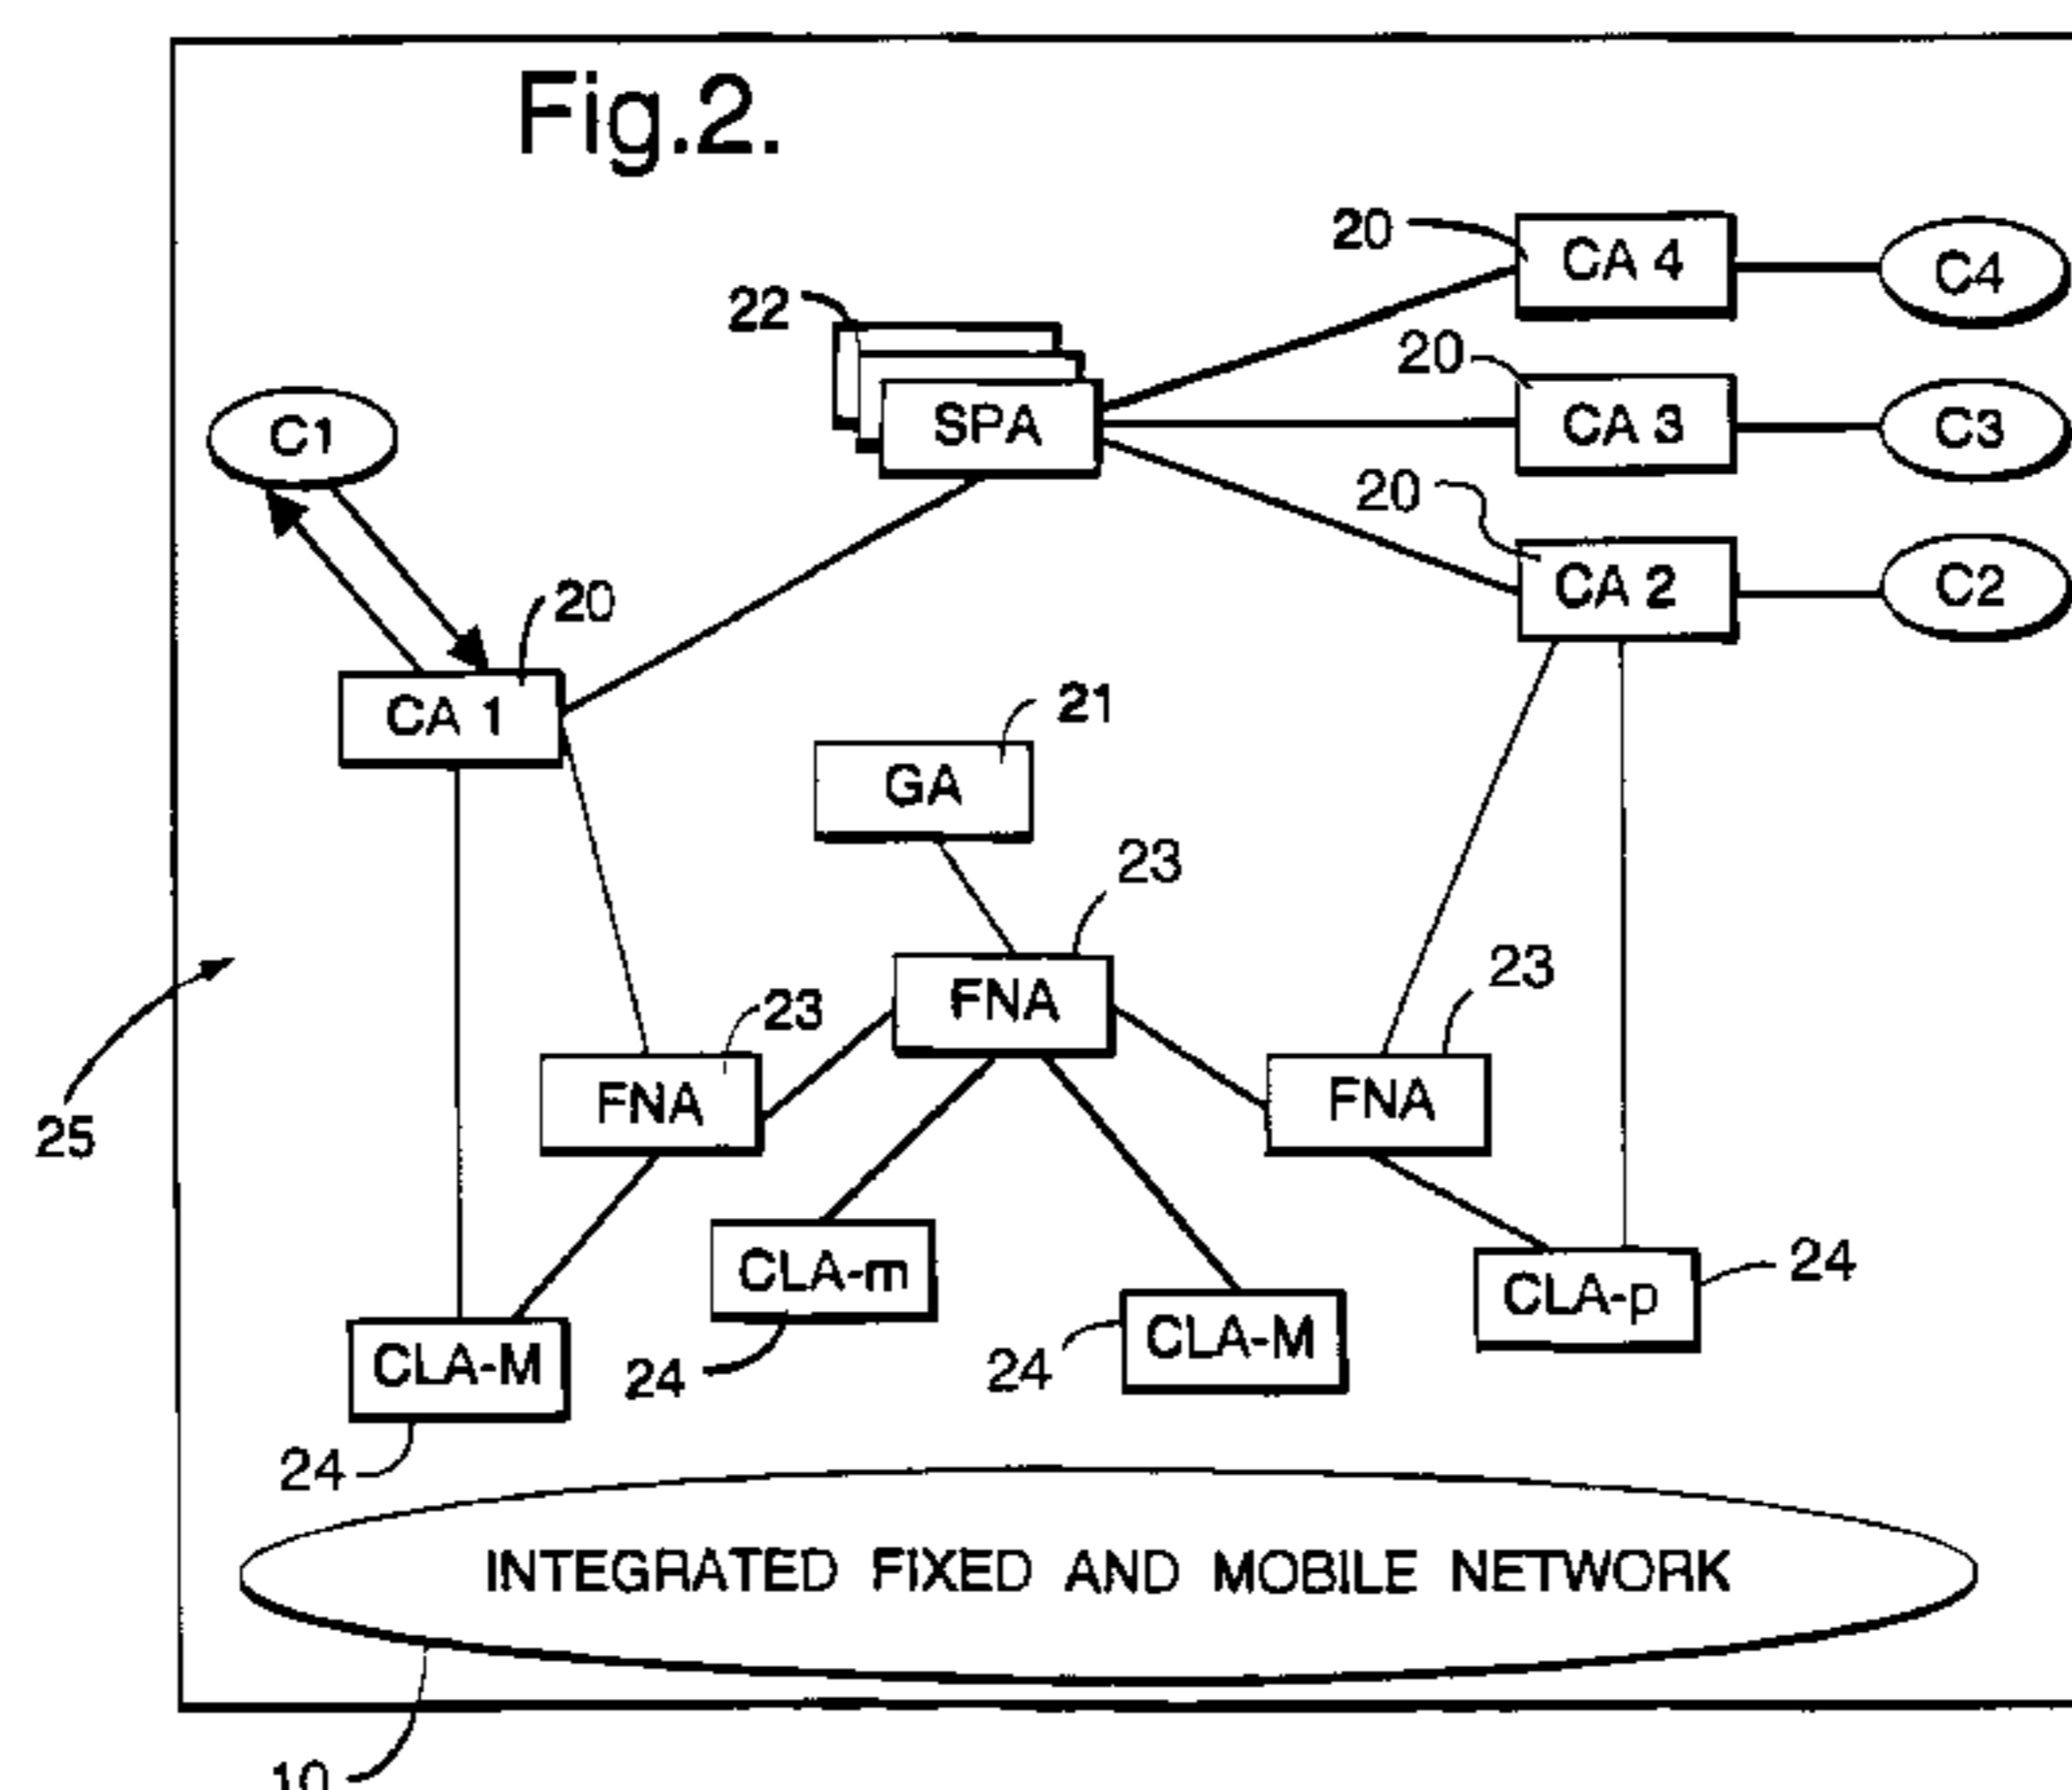 Fig.2.
20
CA 4
C4
22
20
SPA
CA 3
C3
C1
20
CA 2
C2
20
CA 1
21
GA
23
FNA
23
23
FNA
FNA
25
CLA-m
CLA-p
24
CLA-M
24
24
CLA-M
24
INTEGRATED FIXED AND MOBILE NETWORK
10